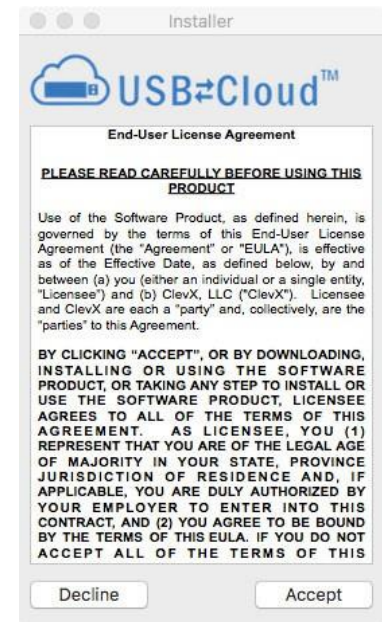 Installer
USB⇄Cloud™
End-User License Agreement
PLEASE READ CAREFULLY BEFORE USING THIS
PRODUCT
Use of the Software Product, as defined herein, is
governed by the terms of this End-User License
Agreement (the "Agreement" or "EULA"), is effective
as of the Effective Date, as defined below, by and
between (a) you (either an individual or a single entity,
"Licensee") and (b) ClevX, LLC ("ClevX"). Licensee
and ClevX are each a "party" and, collectively, are the
"parties" to this Agreement.
BY CLICKING "ACCEPT", OR BY DOWNLOADING,
INSTALLING OR USING THE SOFTWARE
PRODUCT, OR TAKING ANY STEP TO INSTALL OR
USE THE SOFTWARE PRODUCT, LICENSEE
AGREES TO ALL OF THE TERMS OF THIS
AGREEMENT. AS LICENSEE, YOU (1)
REPRESENT THAT YOU ARE OF THE LEGAL AGE
OF MAJORITY IN YOUR STATE, PROVINCE
JURISDICTION OF RESIDENCE AND, IF
APPLICABLE, YOU ARE DULY AUTHORIZED BY
YOUR EMPLOYER TO ENTER INTO THIS
CONTRACT, AND (2) YOU AGREE TO BE BOUND
BY THE TERMS OF THIS EULA. IF YOU DO NOT
ACCEPT ALL OF THE TERMS OF THIS
Decline
Accept